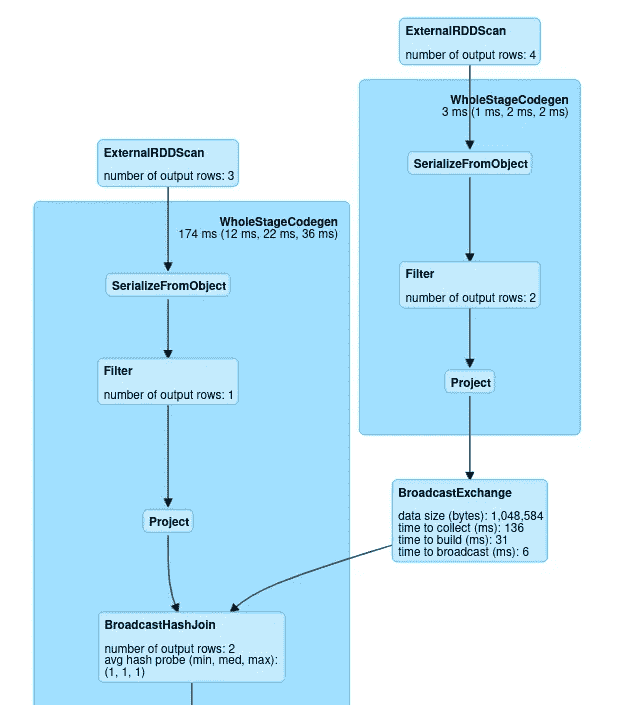 ExternalRDDScan
number of output rows: 4
WholeStageCodegen
3 ms (1 ms, 2 ms, 2 ms)
SerializeFromObject
Filter
number of output rows: 2
Project
BroadcastExchange
data size (bytes): 1,048,584
time to collect (ms): 136
time to build (ms): 31
time to broadcast (ms): 6
ExternalRDDScan
number of output rows: 3
WholeStageCodegen
174 ms (12 ms, 22 ms, 36 ms)
SerializeFromObject
Filter
number of output rows: 1
Project
BroadcastHashJoin
number of output rows: 2
avg hash probe (min, med, max):
(1, 1, 1)